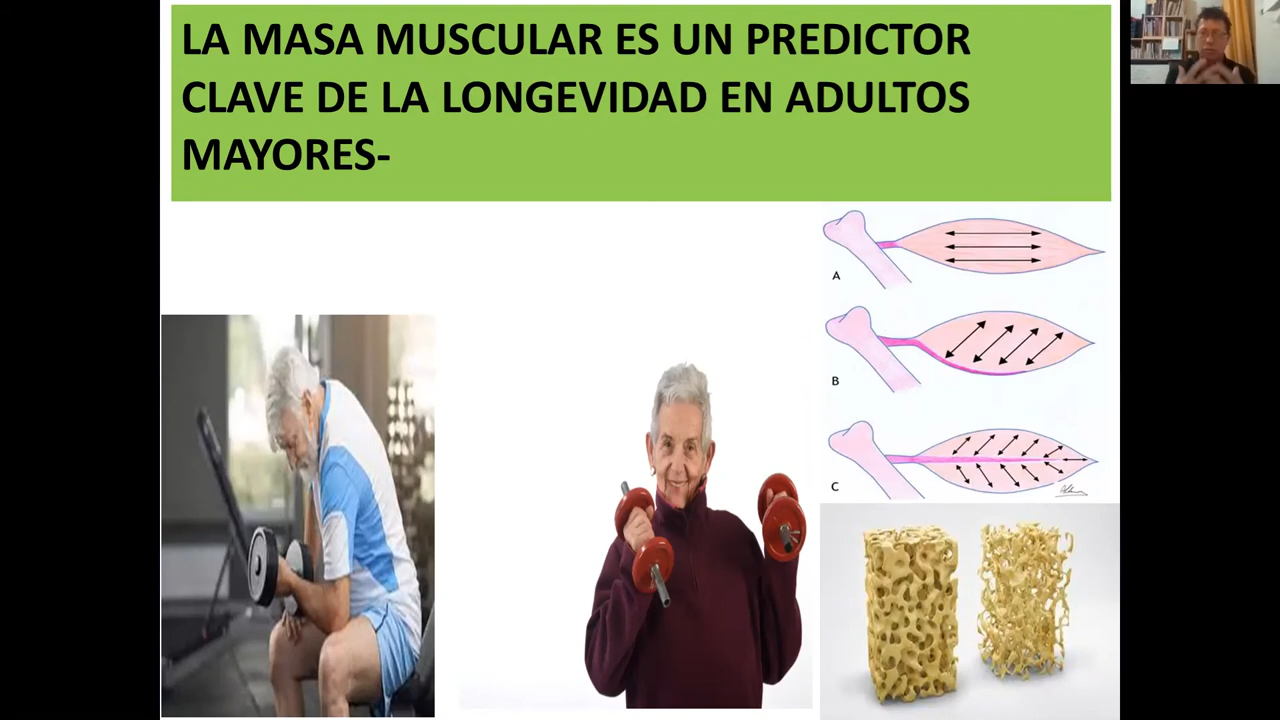 LA MASA MUSCULAR ES UN PREDICTOR
CLAVE DE LA LONGEVIDAD EN ADULTOS
MAYORES-
A
B
C